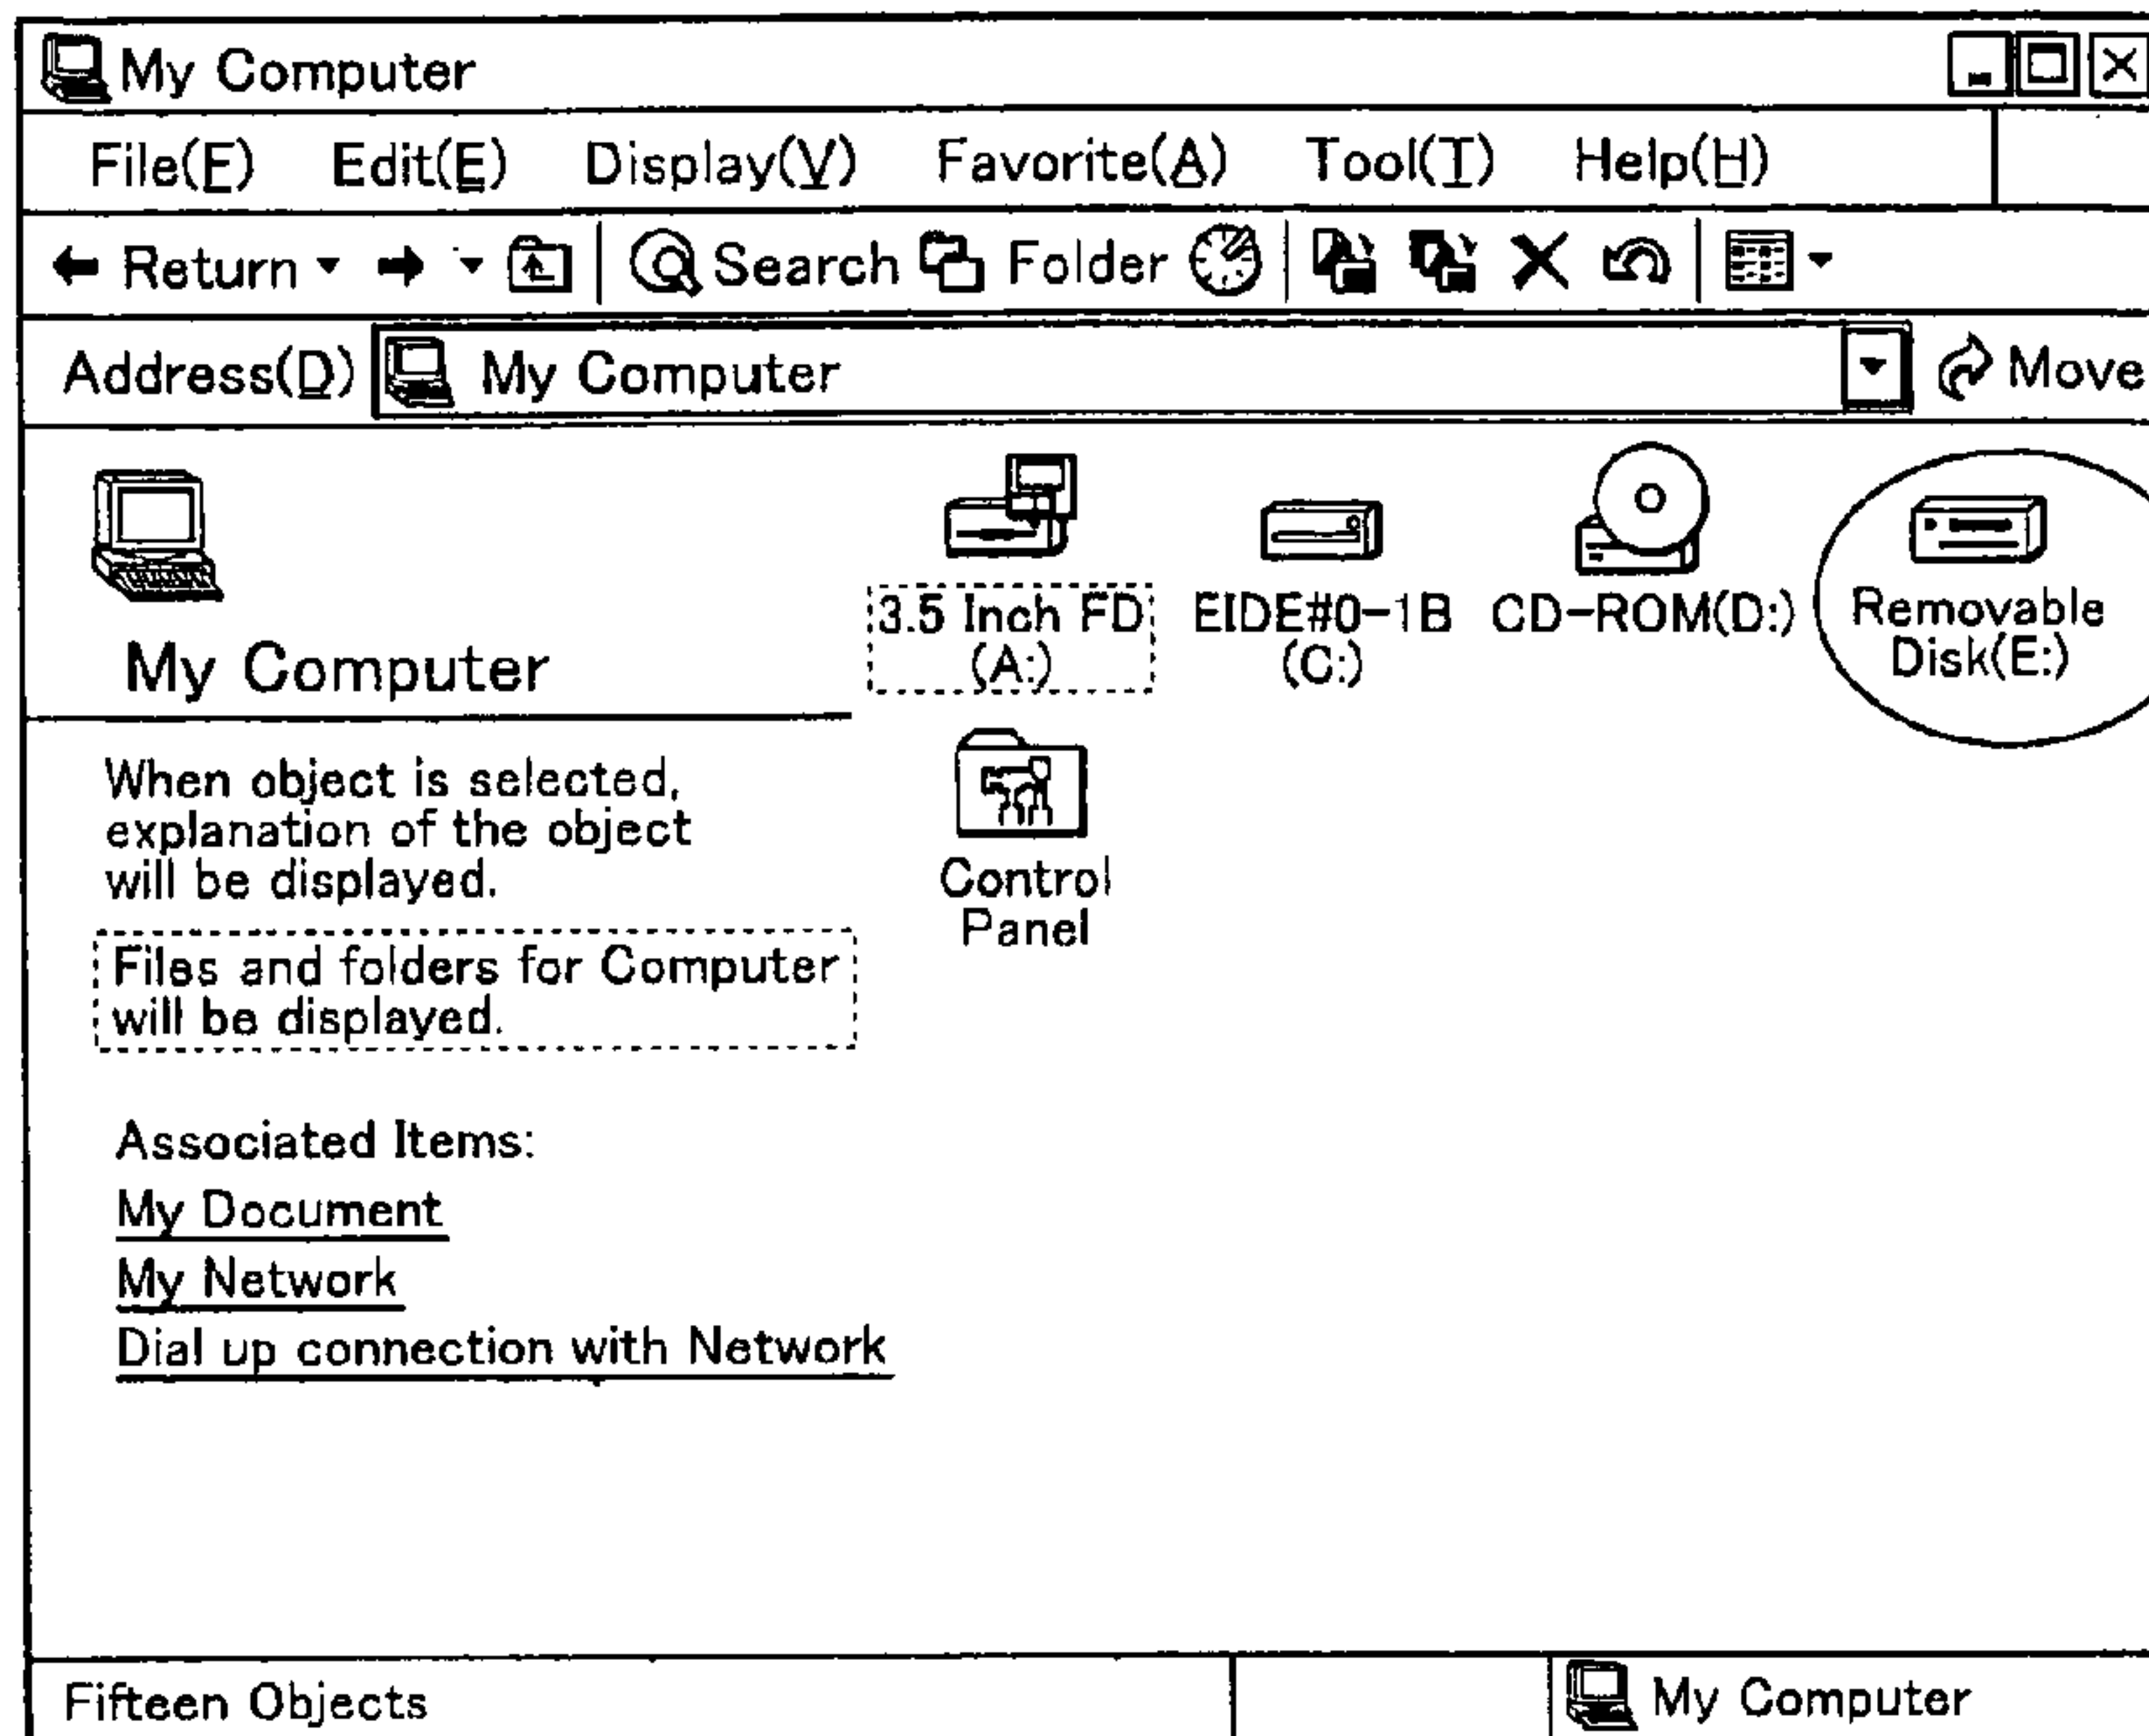 My Computer
File(F) Edit(E) Display(V) Favorite(A) Tool(T) Help(H)
Return Search Folder
Address(D) My Computer Move
My Computer
When object is selected,
explanation of the object
will be displayed.
Files and folders for Computer
will be displayed.
Associated Items:
My Document
My Network
Dial up connection with Network
3.5 Inch FD
(A:)
EIDE#0-1B
(C:)
CD-ROM(D:)
Removable
Disk(E:)
Control
Panel
Fifteen Objects
My Computer